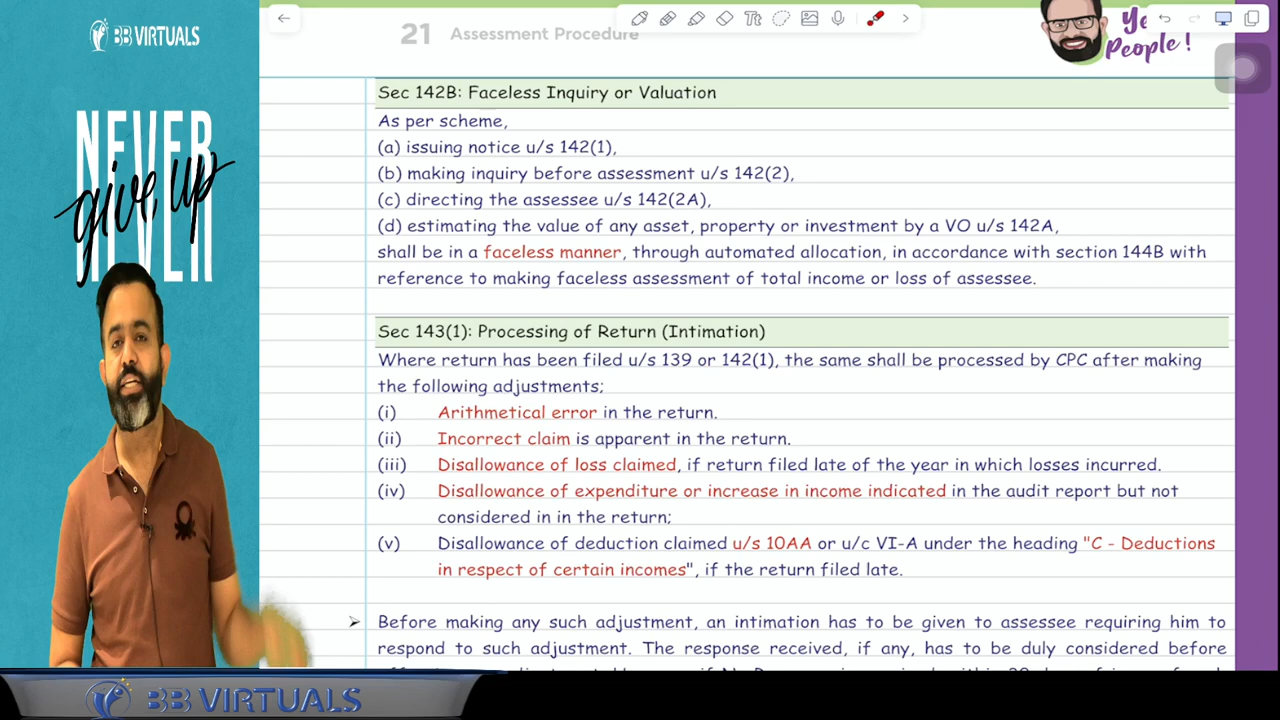 BB VIRTUALS
21 Assessment Procedure
People !
NEVER
give up
NEVER
Sec 142B: Faceless Inquiry or Valuation
As per scheme,
(a) issuing notice u/s 142(1),
(b) making inquiry before assessment u/s 142(2),
(c) directing the assessee u/s 142(2A),
(d) estimating the value of any asset, property or investment by a VO u/s 142A,
shall be in a faceless manner, through automated allocation, in accordance with section 144B with
reference to making faceless assessment of total income or loss of assessee.
Sec 143(1): Processing of Return (Intimation)
Where return has been filed u/s 139 or 142(1), the same shall be processed by CPC after making
the following adjustments;
(i) Arithmetical error in the return.
(ii) Incorrect claim is apparent in the return.
(iii) Disallowance of loss claimed, if return filed late of the year in which losses incurred.
(iv) Disallowance of expenditure or increase in income indicated in the audit report but not
considered in in the return;
(v) Disallowance of deduction claimed u/s 10AA or u/c VI-A under the heading "C - Deductions
in respect of certain incomes", if the return filed late.
➢ Before making any such adjustment, an intimation has to be given to assessee requiring him to
respond to such adjustment. The response received, if any, has to be duly considered before
BB VIRTUALS